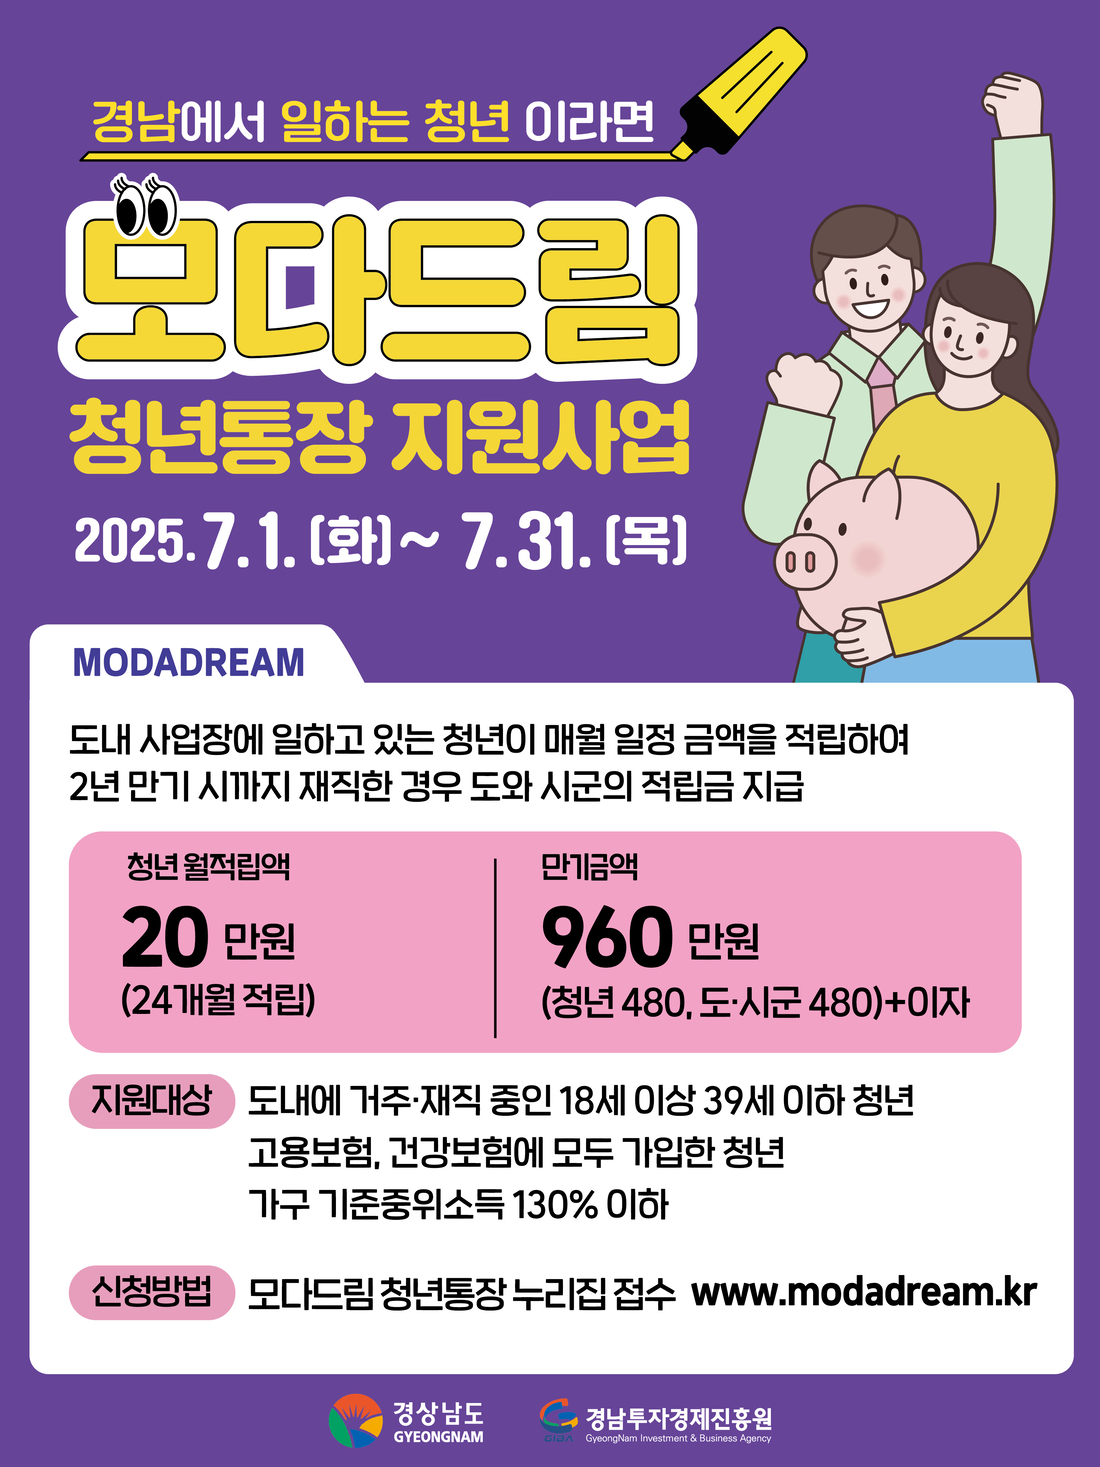 경남에서 일하는 청년 이라면
모다드림
청년통장 지원사업
2025. 7. 1. (화) ~ 7. 31. (목)
MODADREAM
도내 사업장에 일하고 있는 청년이 매월 일정 금액을 적립하여
2년 만기 시까지 재직한 경우 도와 시군의 적립금 지급
청년 월적립액
20 만원
(24개월 적립)
만기금액
960 만원
(청년 480, 도·시군 480)+이자
지원대상
도내에 거주·재직 중인 18세 이상 39세 이하 청년
고용보험, 건강보험에 모두 가입한 청년
가구 기준중위소득 130% 이하
신청방법
모다드림 청년통장 누리집 접수 www.modadream.kr
경상남도
GYEONGNAM
GIBA
경남투자경제진흥원
GyeongNam Investment & Business Agency